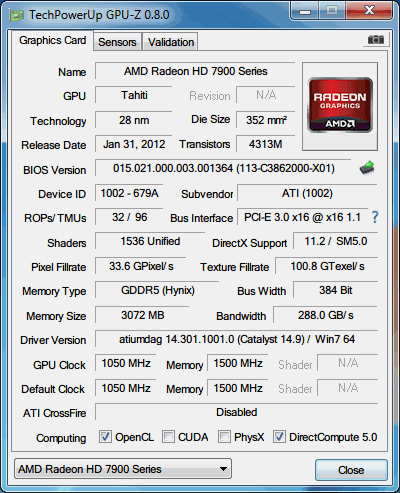 TechPowerUp GPU-Z 0.8.0
Graphics Card Sensors Validation
Name AMD Radeon HD 7900 Series
GPU Tahiti Revision N/A
Technology 28 nm Die Size 352 mm²
Release Date Jan 31, 2012 Transistors 4313M
BIOS Version 015.021.000.003.001364 (113-C3862000-X01)
Device ID 1002 - 679A Subvendor ATI (1002)
ROPs/ TMUs 32 / 96 Bus Interface PCI-E 3.0 x16 @ x16 1.1 ?
Shaders 1536 Unified DirectX Support 11.2 / SM5.0
Pixel Fillrate 33.6 GPixel/s Texture Fillrate 100.8 GTexel/s
Memory Type GDDR5 (Hynix) Bus Width 384 Bit
Memory Size 3072 MB Bandwidth 288.0 GB/s
Driver Version atiumdag 14.301.1001.0 (Catalyst 14.9) / Win7 64
GPU Clock 1050 MHz Memory 1500 MHz Shader N/A
Default Clock 1050 MHz Memory 1500 MHz Shader N/A
ATI CrossFire Disabled
Computing OpenCL CUDA PhysX DirectCompute 5.0
AMD Radeon HD 7900 Series Close
RADEON
GRAPHICS
AMD